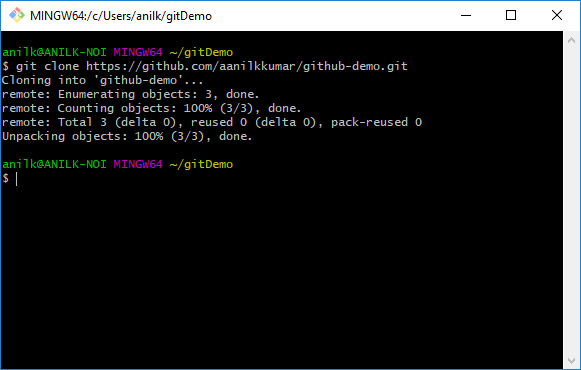 MINGW64:/c/Users/anilk/gitDemo
anilk@ANILK-NOI MINGW64 ~/gitDemo
$ git clone https://github.com/aanilkkumar/github-demo.git
Cloning into 'github-demo'...
remote: Enumerating objects: 3, done.
remote: Counting objects: 100% (3/3), done.
remote: Total 3 (delta 0), reused 0 (delta 0), pack-reused 0
Unpacking objects: 100% (3/3), done.
anilk@ANILK-NOI MINGW64 ~/gitDemo
$